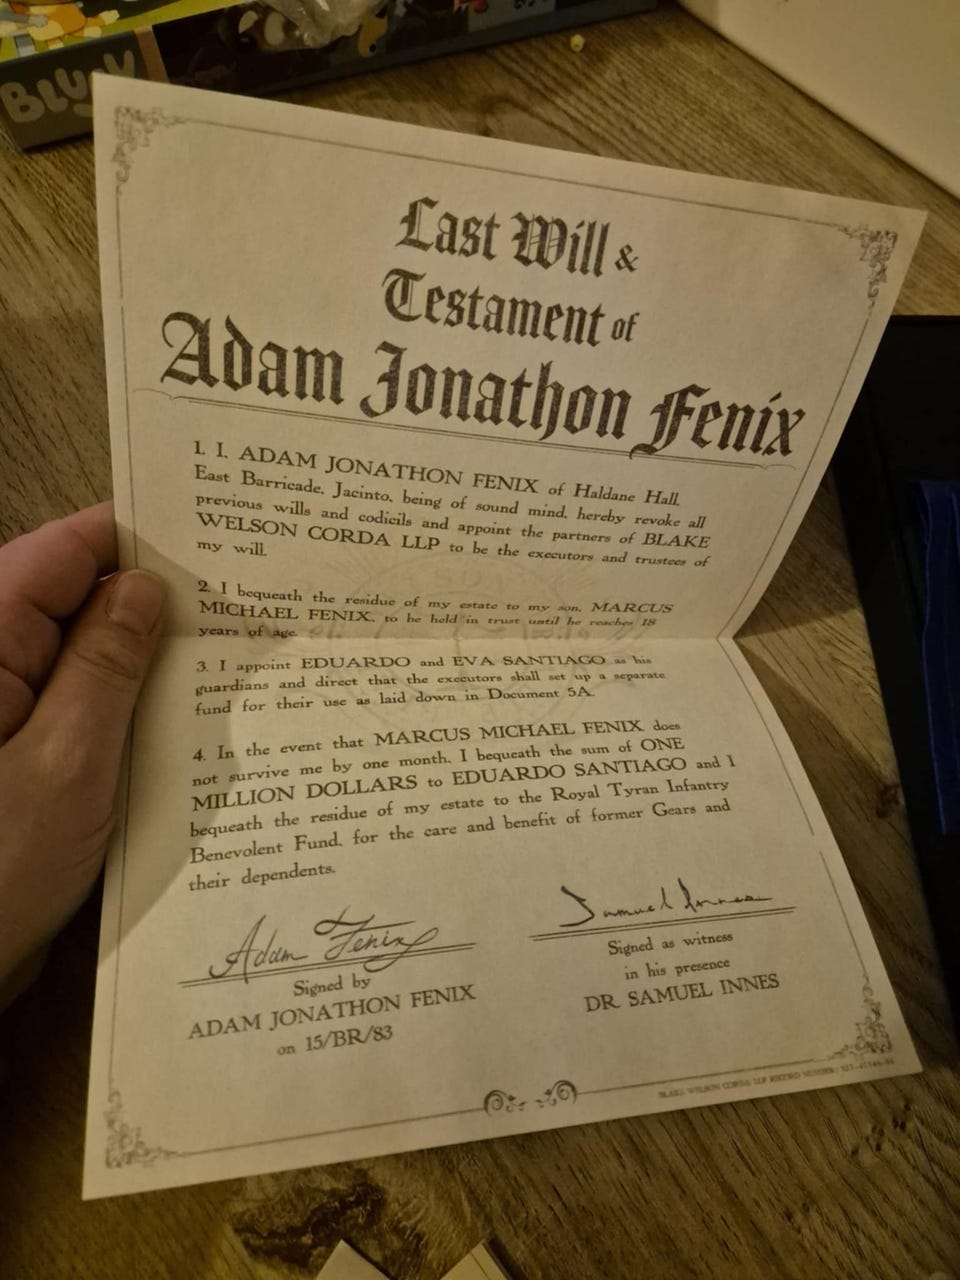 BLUEY
Last Will &
Testament of
Adam Jonathon Fenix
1. I. ADAM JONATHON FENIX of Haldane Hall,
East Barricade, Jacinto, being of sound mind, hereby revoke all
previous wills and codicils and appoint the partners of BLAKE
WELSON CORDA LLP to be the executors and trustees of
my will.
2. I bequeath the residue of my estate to my son, MARCUS
MICHAEL FENIX, to be held in trust until he reaches 18
years of age.
3. I appoint EDUARDO and EVA SANTIAGO as his
guardians and direct that the executors shall set up a separate
fund for their use as laid down in Document 5A.
4. In the event that MARCUS MICHAEL FENIX does
not survive me by one month, I bequeath the sum of ONE
MILLION DOLLARS to EDUARDO SANTIAGO and I
bequeath the residue of my estate to the Royal Tyran Infantry
Benevolent Fund, for the care and benefit of former Gears and
their dependents.
Adam Fenix
Signed by
ADAM JONATHON FENIX
on 15/BR/83
Samuel Innes
Signed as witness
in his presence
DR. SAMUEL INNES
BLAKE WELSON CORDA LLP RECORD NUMBER: